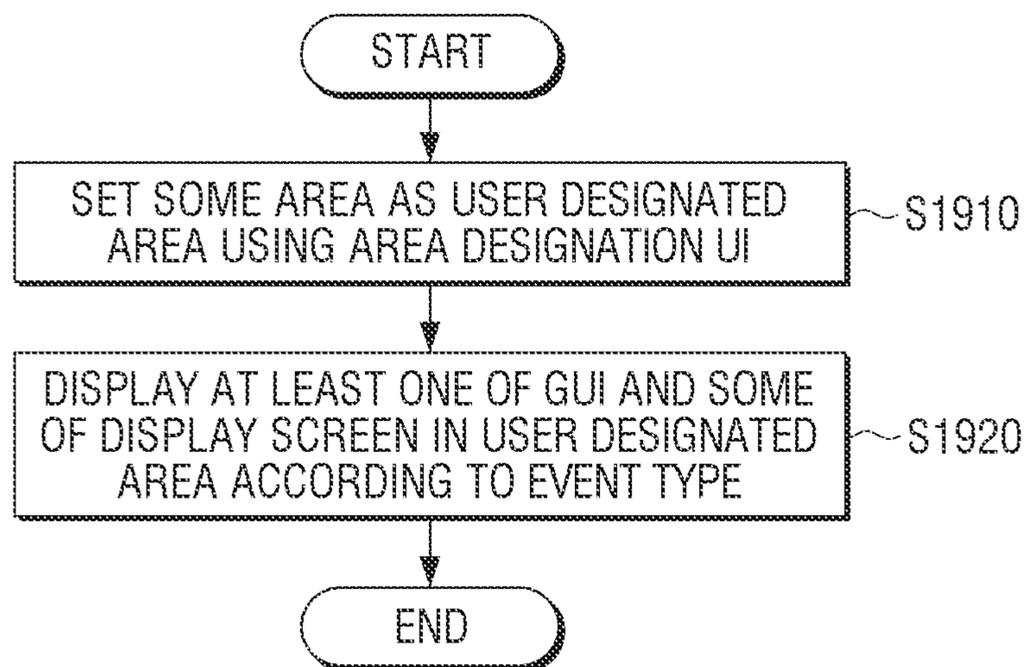 START
SET SOME AREA AS USER DESIGNATED
AREA USING AREA DESIGNATION UI
S1910
DISPLAY AT LEAST ONE OF GUI AND SOME
OF DISPLAY SCREEN IN USER DESIGNATED
AREA ACCORDING TO EVENT TYPE
S1920
END